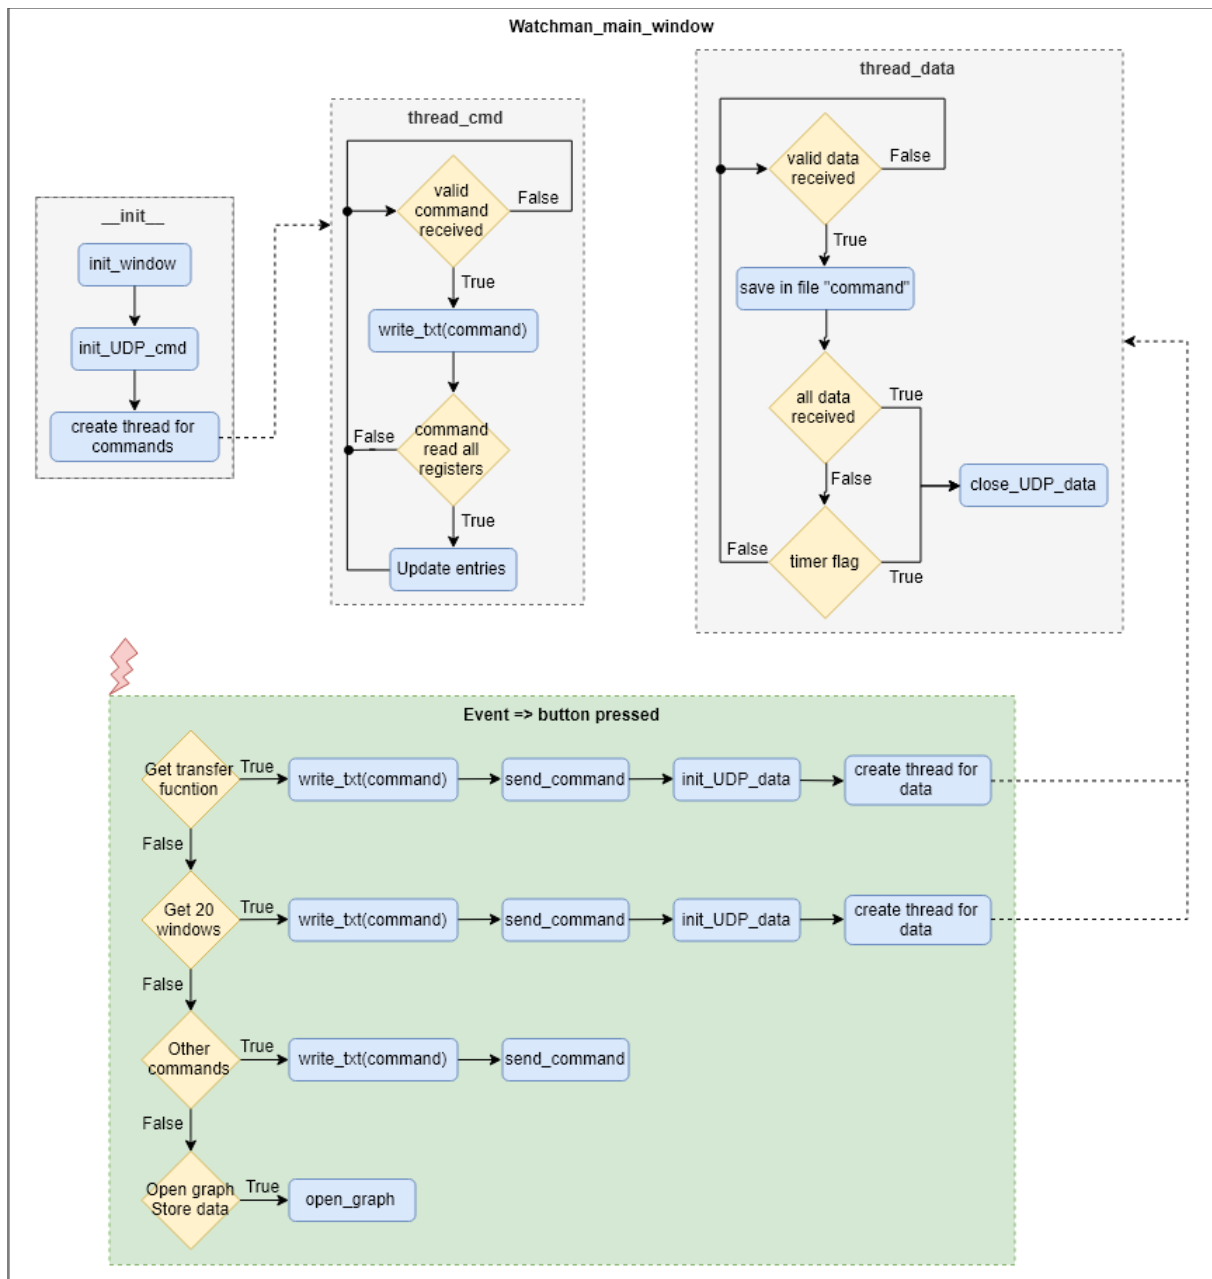 Watchman_main_window
__init__
init_window
init_UDP_cmd
create thread for
commands
thread_cmd
valid
command
received
False
True
write_txt(command)
command
read all
registers
False
True
Update entries
thread_data
valid data
received
False
True
save in file "command"
all data
received
True
False
close_UDP_data
timer flag
False
True
Event => button pressed
Get transfer
fucntion
True
write_txt(command)
send_command
init_UDP_data
create thread for
data
False
Get 20
windows
True
write_txt(command)
send_command
init_UDP_data
create thread for
data
False
Other
commands
True
write_txt(command)
send_command
False
Open graph
Store data
True
open_graph